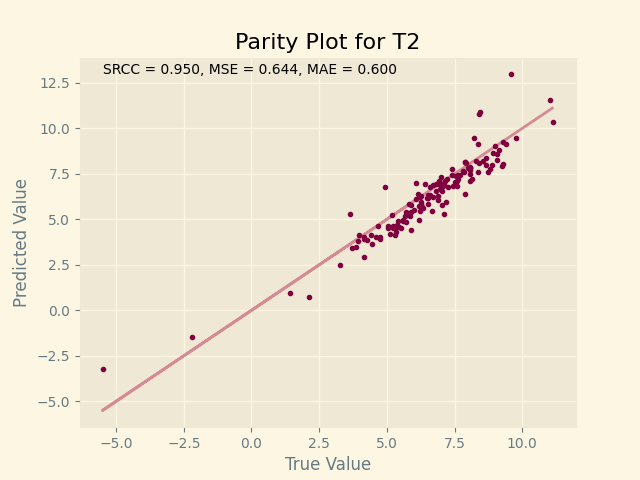 Parity Plot for T2
SRCC = 0.950, MSE = 0.644, MAE = 0.600
12.5
10.0
7.5
5.0
2.5
0.0
−2.5
−5.0
Predicted Value
−5.0 −2.5 0.0 2.5 5.0 7.5 10.0
True Value